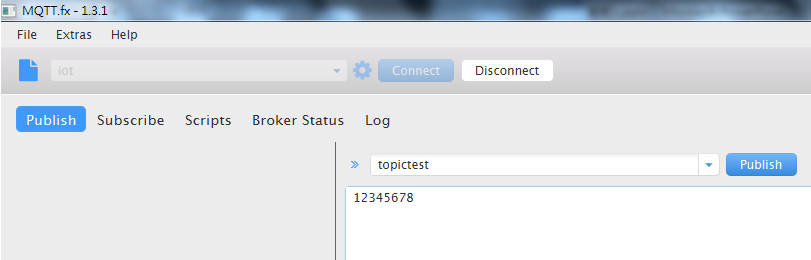 MQTT.fx - 1.3.1
File Extras Help
iot Connect Disconnect
Publish Subscribe Scripts Broker Status Log
» topictest Publish
12345678